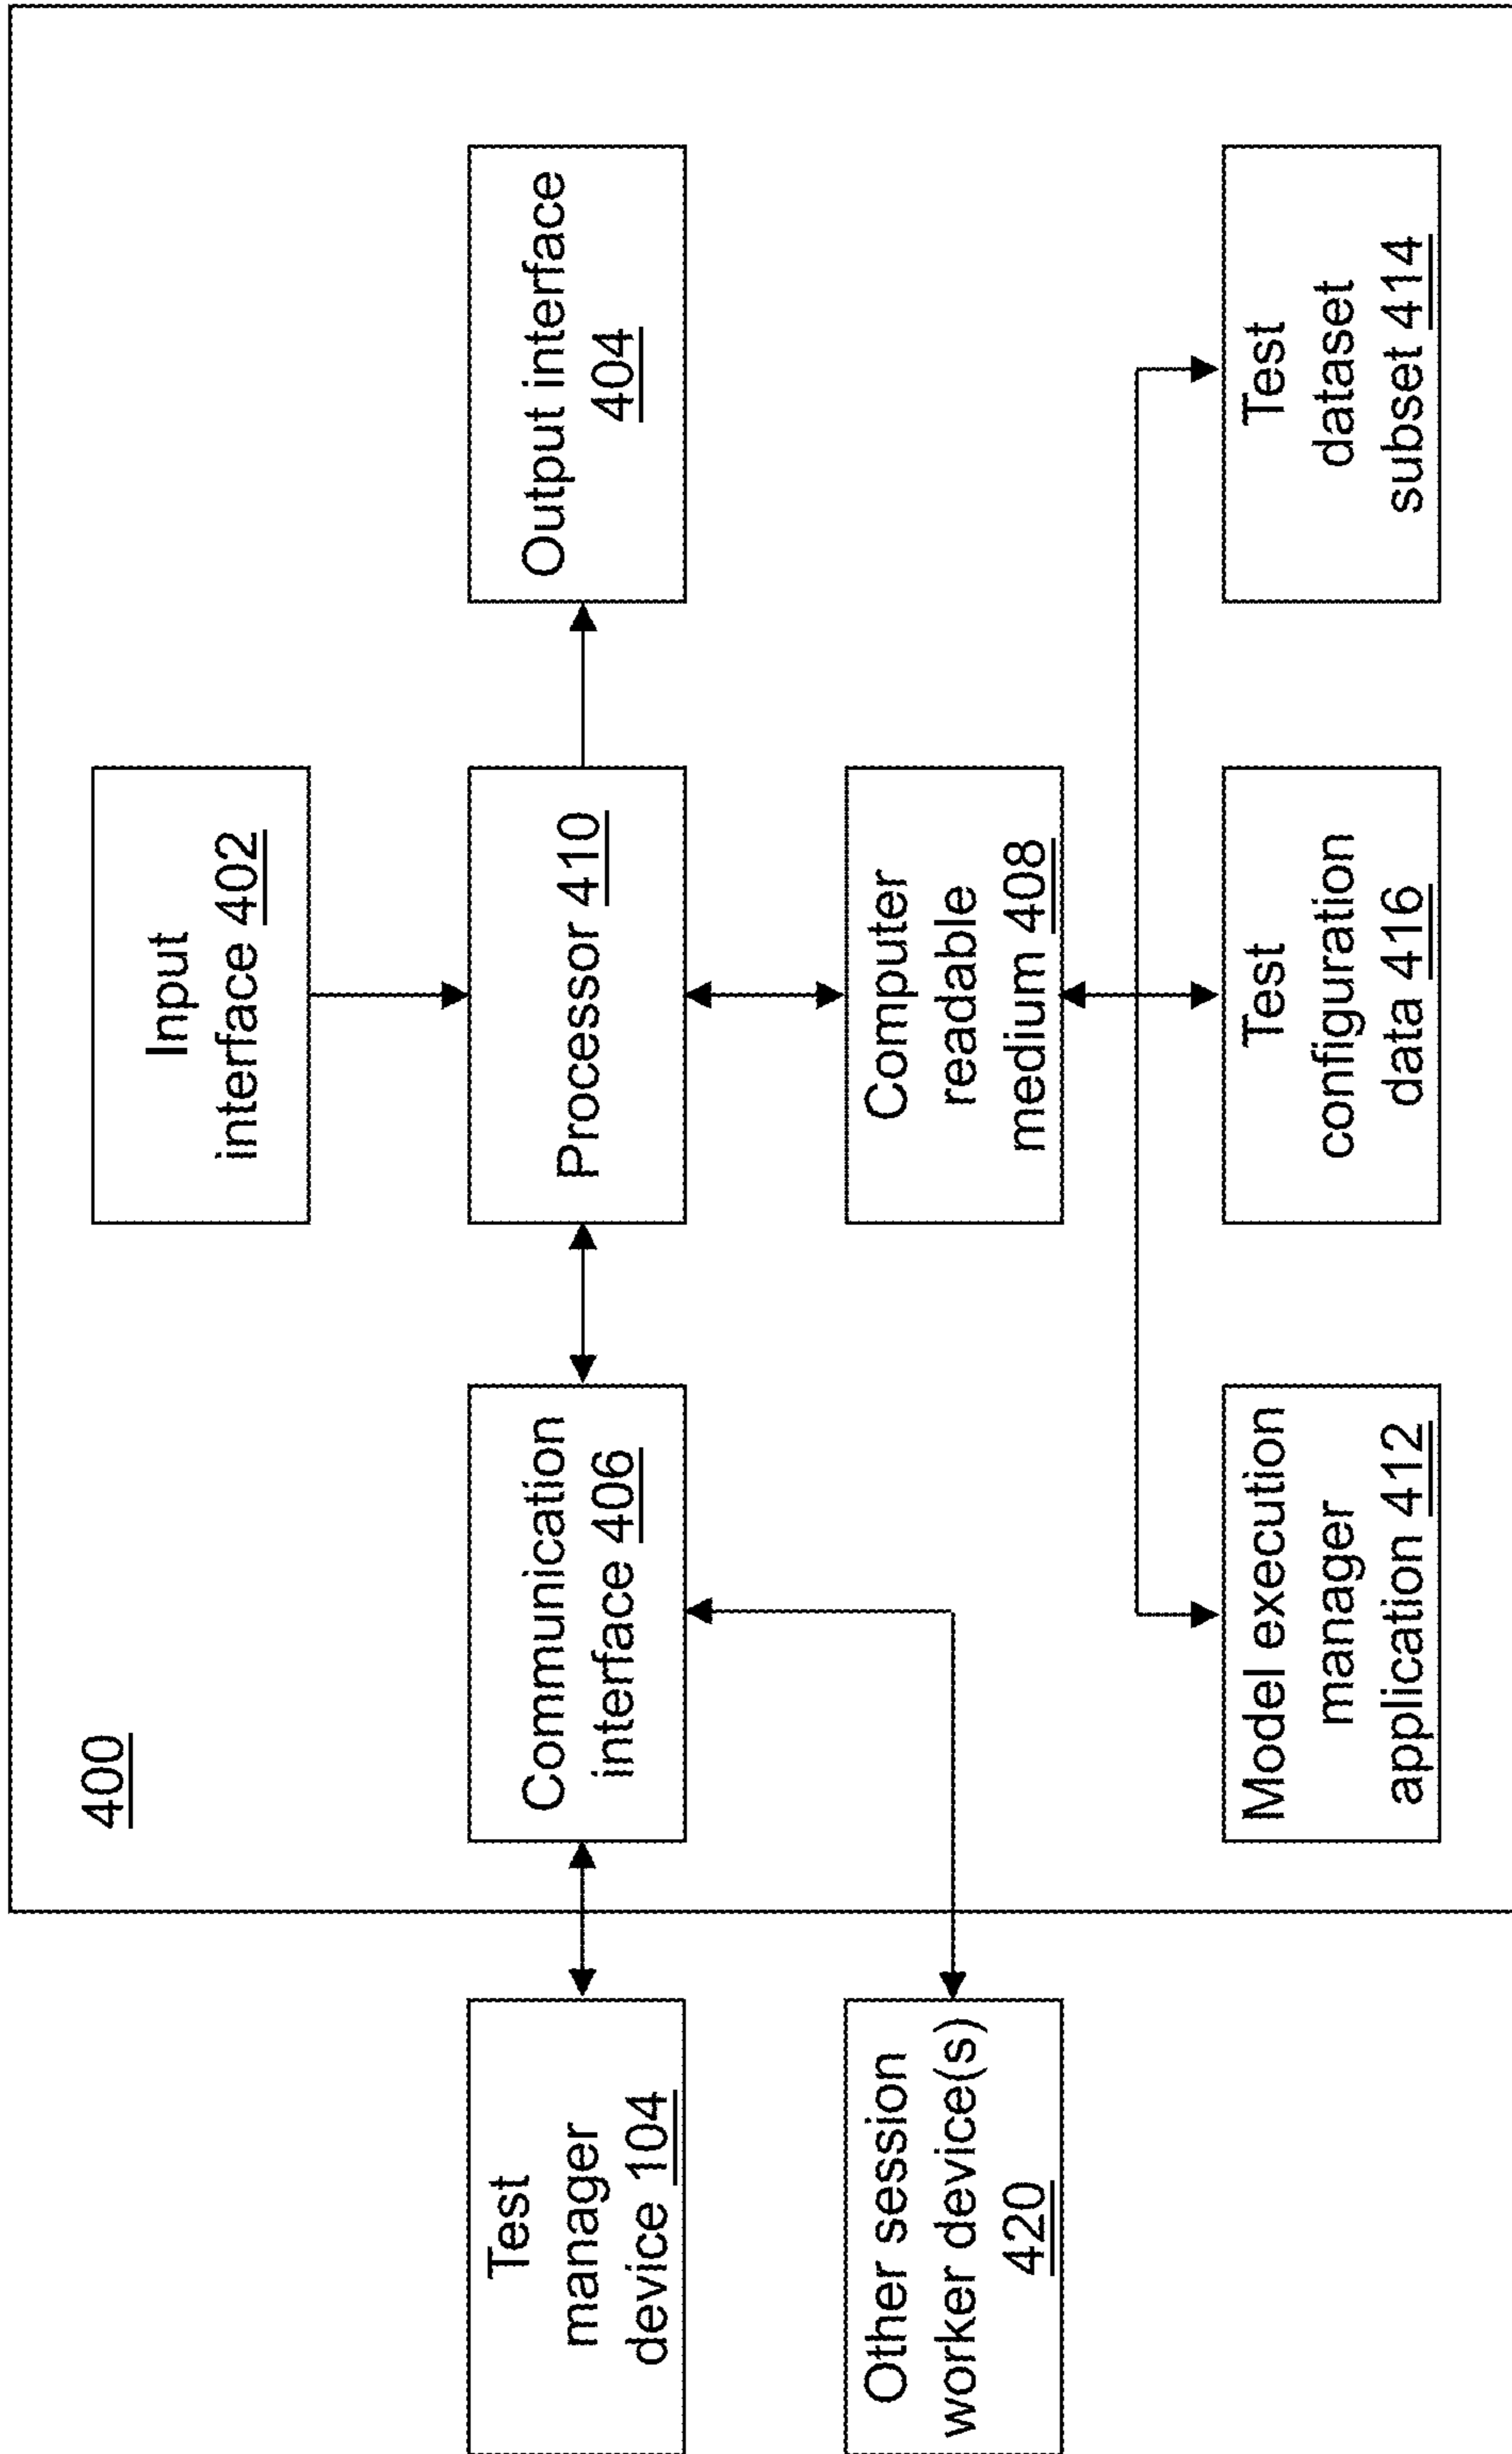 400
Input
interface 402
Test
manager
device 104
Communication
interface 406
Processor 410
Output interface
404
Other session
worker device(s)
420
Computer
readable
medium 408
Model execution
manager
application 412
Test
configuration
data 416
Test
dataset
subset 414